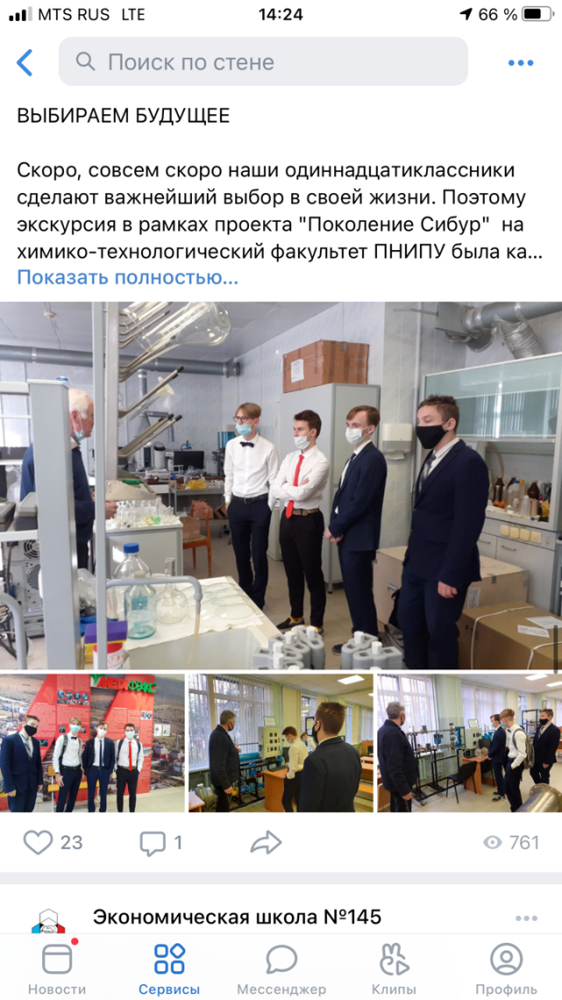 MTS RUS LTE 14:24 66 %
Поиск по стене
ВЫБИРАЕМ БУДУЩЕЕ
Скоро, совсем скоро наши одиннадцатиклассники
сделают важнейший выбор в своей жизни. Поэтому
экскурсия в рамках проекта "Поколение Сибур" на
химико-технологический факультет ПНИПУ была ка...
Показать полностью...
МЕТАФРАКС
23 1 761
Экономическая школа №145
Новости Сервисы Мессенджер Клипы Профиль